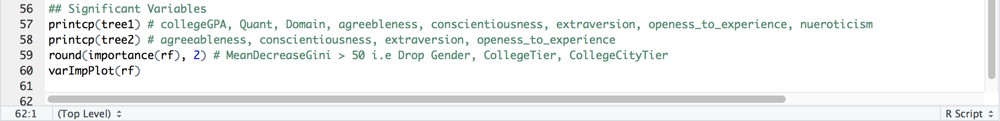 56 ## Significant Variables
57 printcp(tree1) # collegeGPA, Quant, Domain, agreebleness, conscientiousness, extraversion, openess_to_experience, nueroticism
58 printcp(tree2) # agreeableness, conscientiousness, extraversion, openess_to_experience
59 round(importance(rf), 2) # MeanDecreaseGini > 50 i.e Drop Gender, CollegeTier, CollegeCityTier
60 varImpPlot(rf)
61
62
62:1 (Top Level) R Script